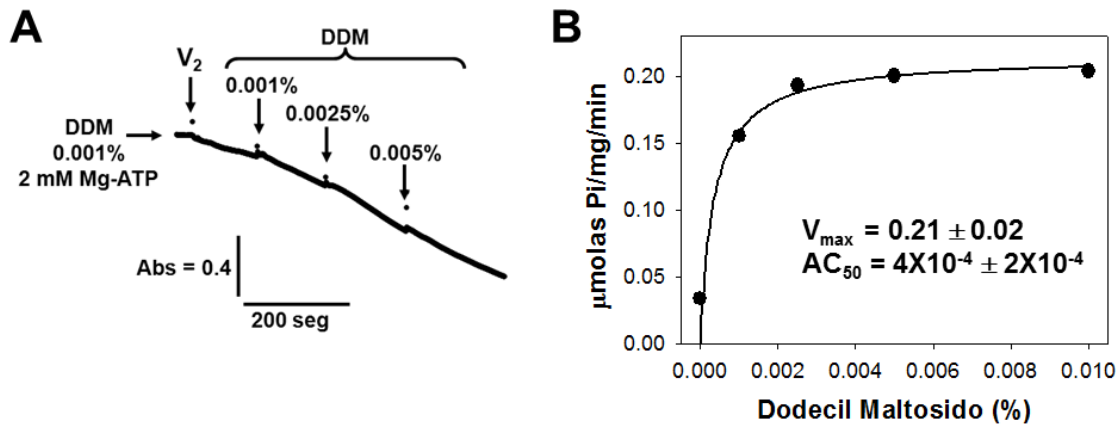 A
DDM
V₂
0.001%
0.0025%
0.005%
DDM
0.001%
2 mM Mg-ATP
Abs = 0.4
200 seg
B
µmolas Pi/mg/min
0.20
0.15
0.10
0.05
0.00
Vmax = 0.21 ± 0.02
AC₅₀ = 4X10⁻⁴ ± 2X10⁻⁴
0.000 0.002 0.004 0.006 0.008 0.010
Dodecil Maltosido (%)